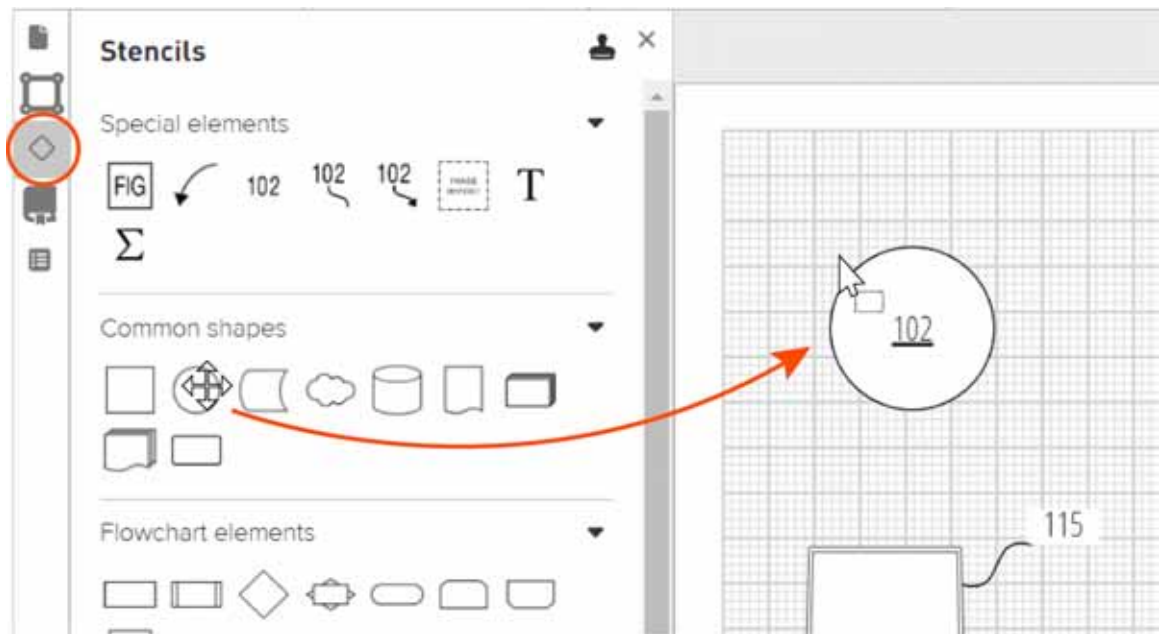 Stencils
Special elements
FIG 102 102 102 T
Σ
Common shapes
102
Flowchart elements
115